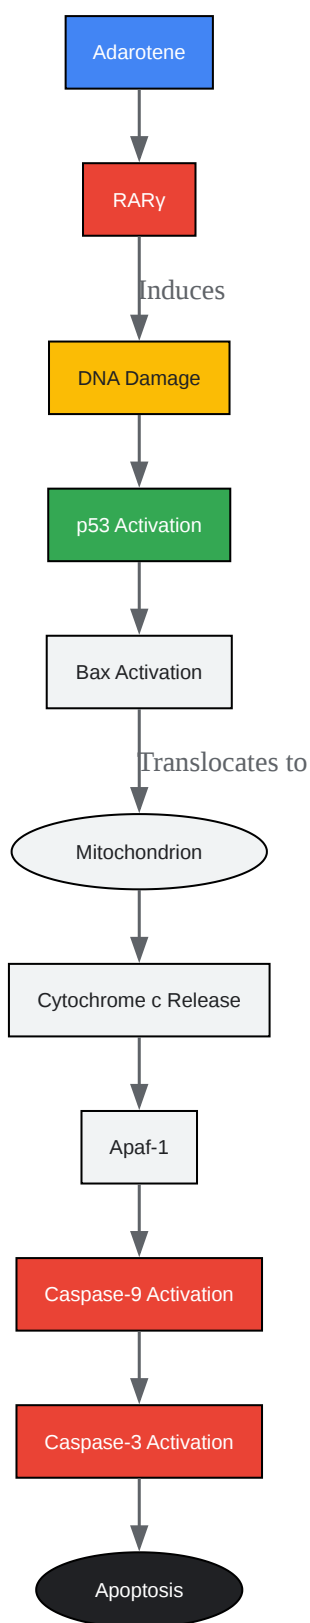 Adarotene
RARγ
Induces
DNA Damage
p53 Activation
Bax Activation
Translocates to
Mitochondrion
Cytochrome c Release
Apaf-1
Caspase-9 Activation
Caspase-3 Activation
Apoptosis